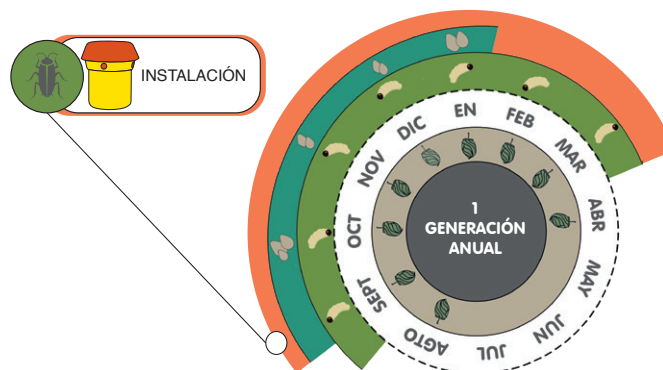 INSTALACIÓN
EN
FEB
MAR
ABR
MAY
JUN
JUL
AGTO
SEPT
OCT
NOV
DIC
1
GENERACIÓN
ANUAL